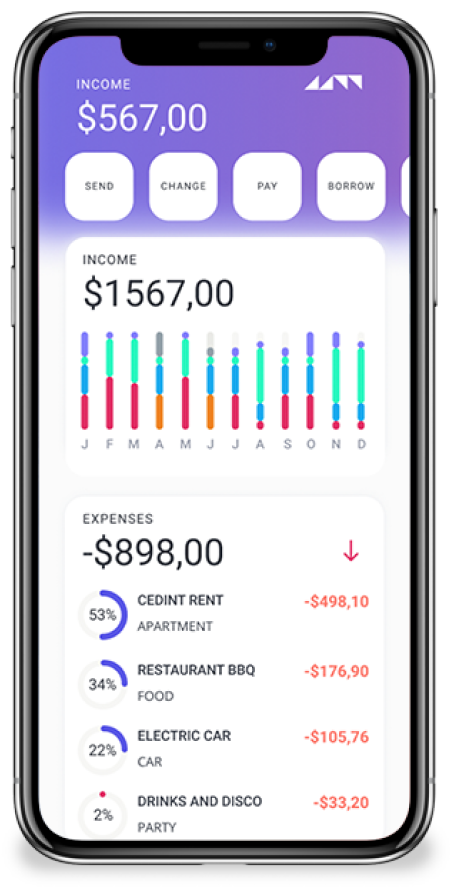 INCOME
$567,00
SEND CHANGE PAY BORROW
INCOME
$1567,00
J F M A M J J A S O N D
EXPENSES
-$898,00
53% CEDINT RENT -$498,10
APARTMENT
34% RESTAURANT BBQ -$176,90
FOOD
22% ELECTRIC CAR -$105,76
CAR
2% DRINKS AND DISCO -$33,20
PARTY